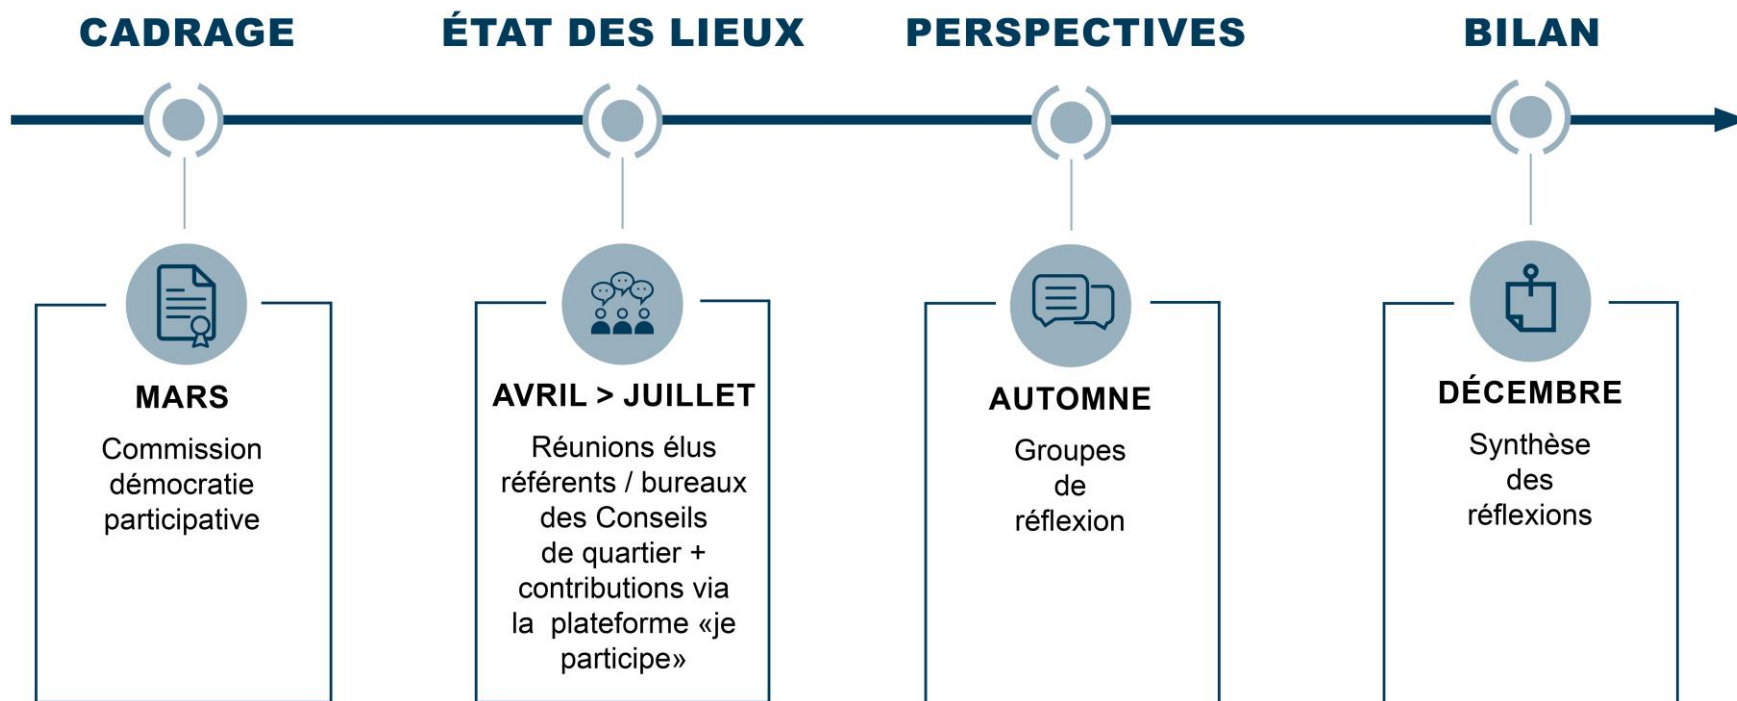 CADRAGE
ÉTAT DES LIEUX
PERSPECTIVES
BILAN
MARS
Commission
démocratie
participative
AVRIL > JUILLET
Réunions élus
référents / bureaux
des Conseils
de quartier +
contributions via
la plateforme «je
participe»
AUTOMNE
Groupes
de
réflexion
DÉCEMBRE
Synthèse
des
réflexions